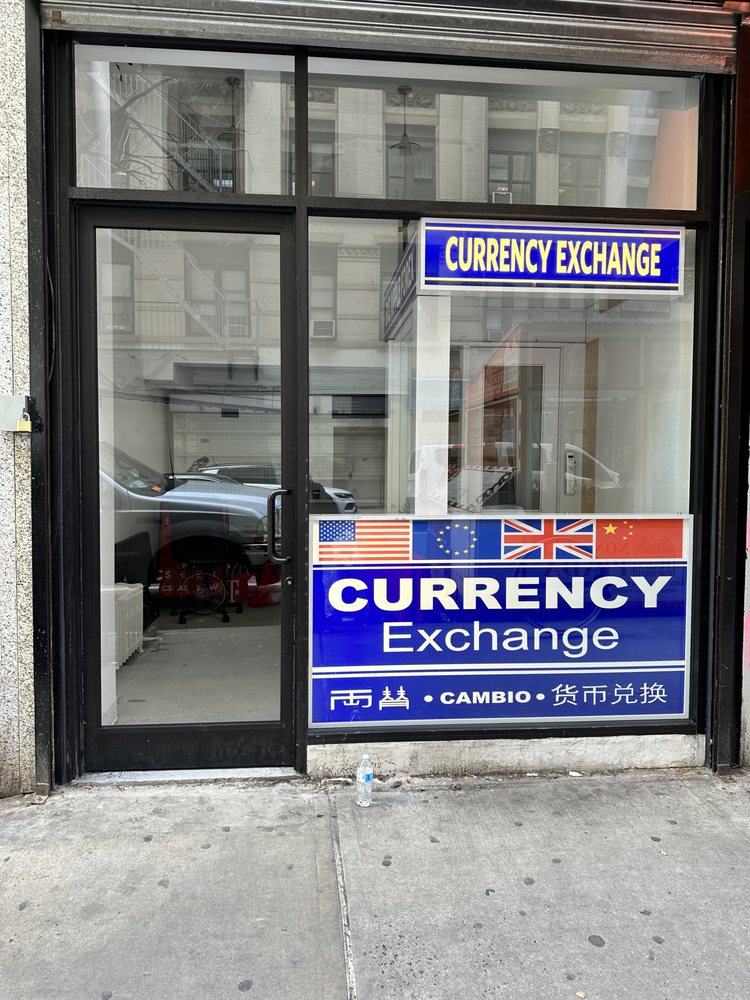 CURRENCY EXCHANGE
CURRENCY
Exchange
両替 • CAMBIO • 货币兑换